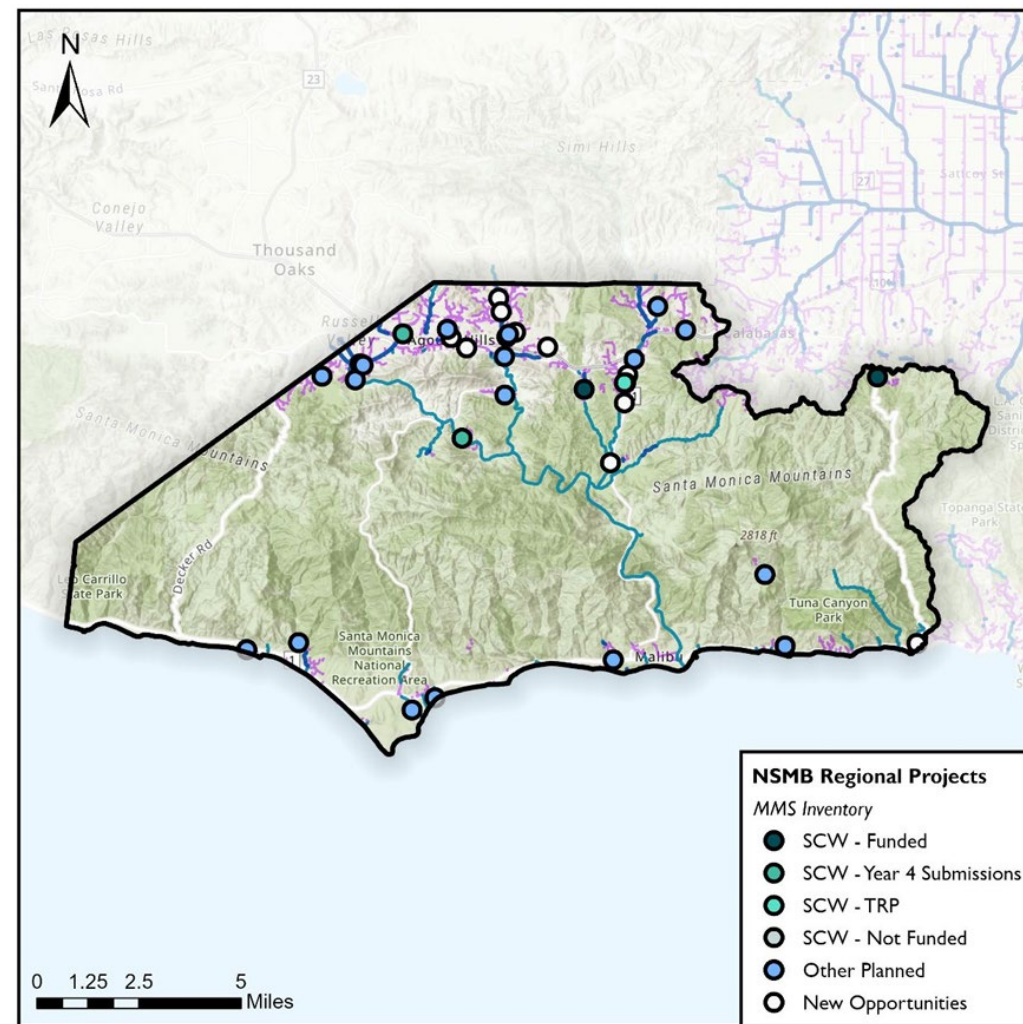 Las Posas Hills
N
23
Santa Rosa Rd
Simi Hills
Saticoy St
27
Conejo
Valley
Thousand
Oaks
101
Russell
Valley
Agoura Hills
Calabasas
1
Santa Monica Mountains
Santa Monica Mountains
Topanga State
Park
2818 ft
Decker Rd
Leo Carrillo
State Park
Tuna Canyon
Park
Santa Monica
Mountains
National
Recreation Area
1
Malibu
NSMB Regional Projects
MMS Inventory
SCW - Funded
SCW - Year 4 Submissions
SCW - TRP
SCW - Not Funded
Other Planned
New Opportunities
0 1.25 2.5 5
Miles